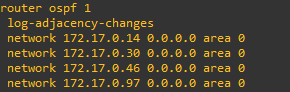 router ospf 1
log-adjacency-changes
network 172.17.0.14 0.0.0.0 area 0
network 172.17.0.30 0.0.0.0 area 0
network 172.17.0.46 0.0.0.0 area 0
network 172.17.0.97 0.0.0.0 area 0